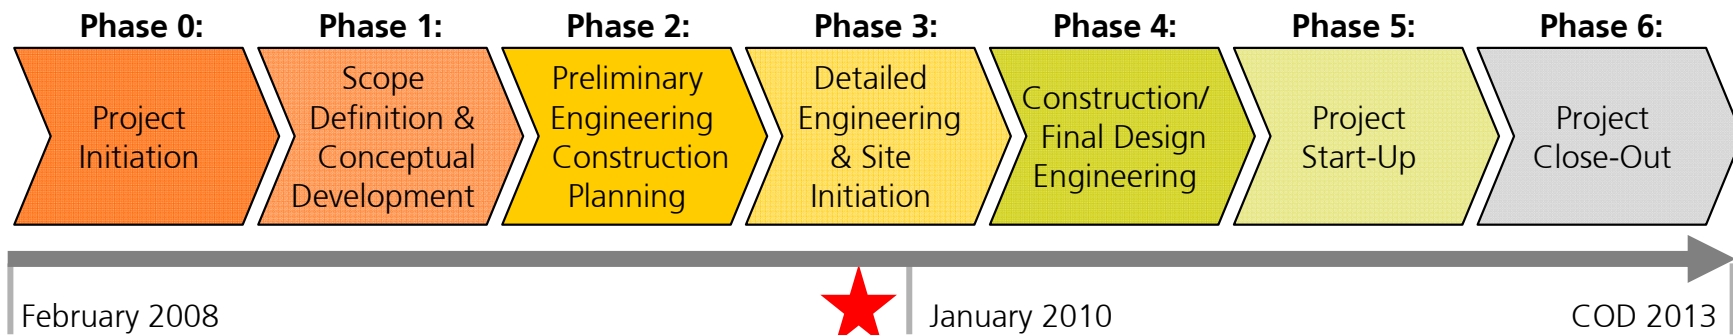 Phase 0:
Phase 1:
Phase 2:
Phase 3:
Phase 4:
Phase 5:
Phase 6:
Project
Initiation
Scope
Definition &
Conceptual
Development
Preliminary
Engineering
Construction
Planning
Detailed
Engineering
& Site
Initiation
Construction/
Final Design
Engineering
Project
Start-Up
Project
Close-Out
February 2008
January 2010
COD 2013